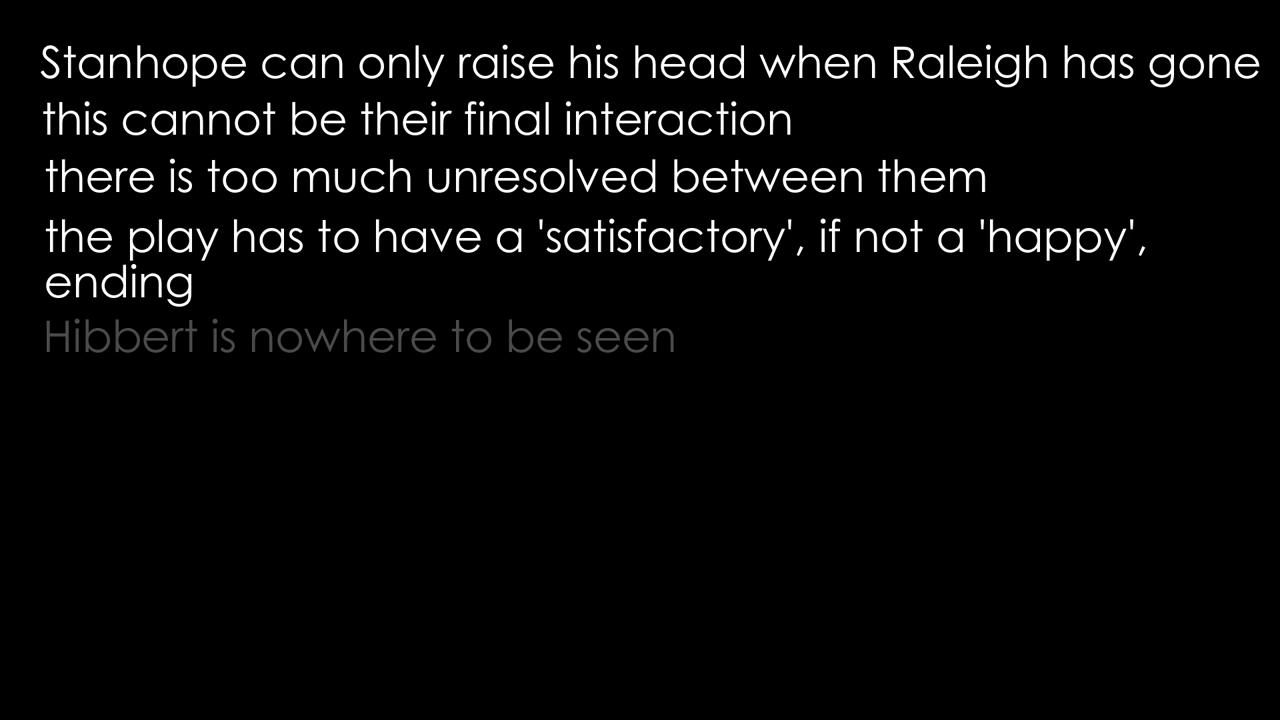 Stanhope can only raise his head when Raleigh has gone
this cannot be their final interaction
there is too much unresolved between them
the play has to have a 'satisfactory', if not a 'happy',
ending
Hibbert is nowhere to be seen